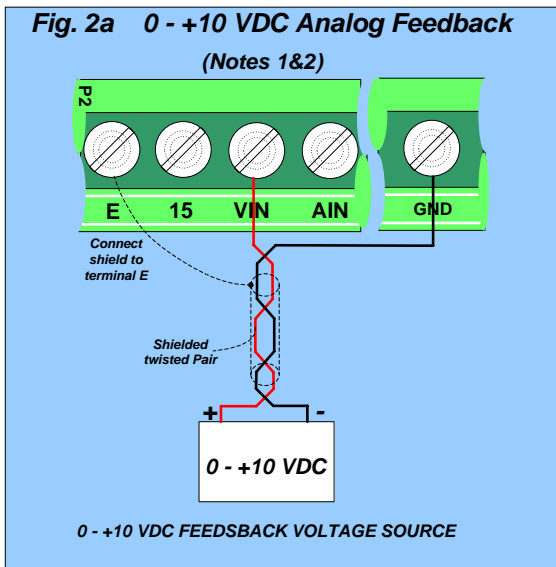 Fig. 2a 0 - +10 VDC Analog Feedback
(Notes 1&2)
P2
E 15 VIN AIN GND
Connect
shield to
terminal E
Shielded
twisted Pair
+ -
0 - +10 VDC
0 - +10 VDC FEEDSBACK VOLTAGE SOURCE